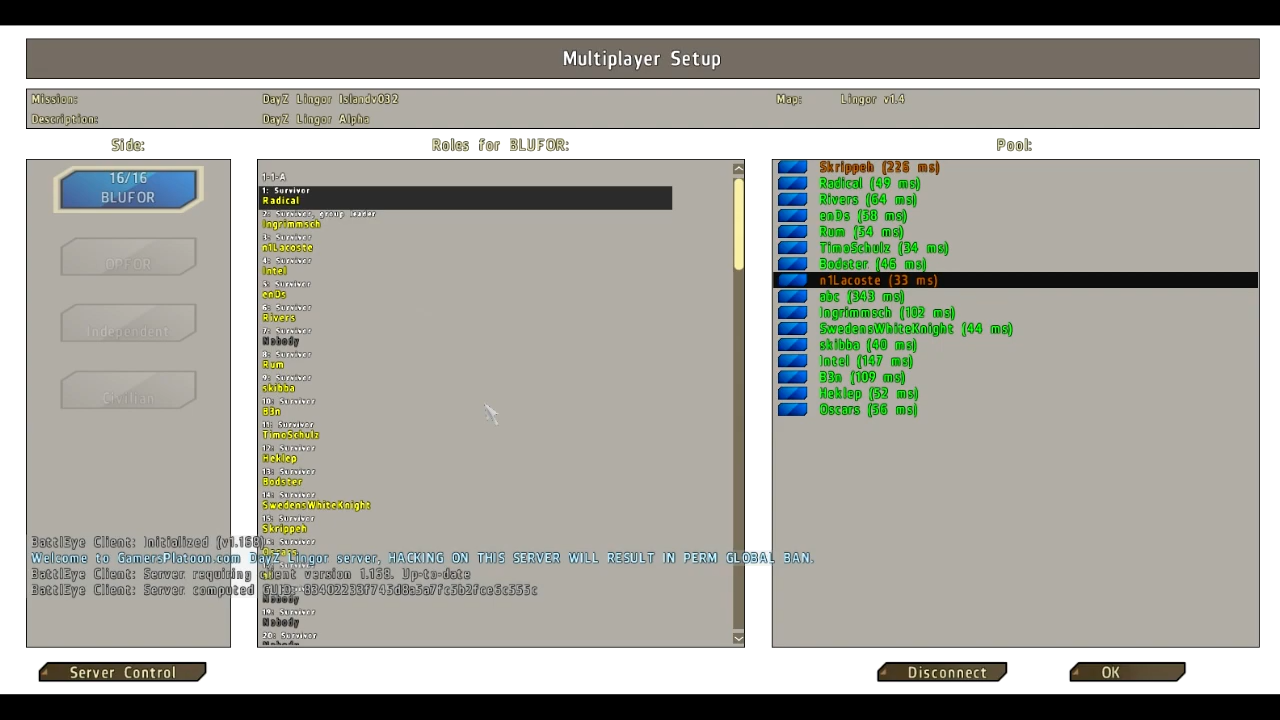 Multiplayer Setup
Mission: DayZ Lingor Islandv032 Map: Lingor v1.4
Description: DayZ Lingor Alpha
Side: Roles for BLUFOR: Pool:
16/16
BLUFOR
OPFOR
Independent
Civilian
1-1-A
1: Survivor
Radical
2: Survivor, group leader
Ingrimmsch
3: Survivor
n1Lacoste
4: Survivor
Intel
5: Survivor
enDs
6: Survivor
Rivers
7: Survivor
Nobody
8: Survivor
Rum
9: Survivor
skibba
10: Survivor
B3n
11: Survivor
TimoSchulz
12: Survivor
Heklep
13: Survivor
Bodster
14: Survivor
SwedensWhiteKnight
15: Survivor
Skrippeh
Survivor
Nobody
19: Survivor
Nobody
20: Survivor
Skrippeh (226 ms)
Radical (49 ms)
Rivers (64 ms)
enDs (58 ms)
Rum (54 ms)
TimoSchulz (34 ms)
Bodster (46 ms)
n1Lacoste (33 ms)
abc (343 ms)
Ingrimmsch (102 ms)
SwedensWhiteKnight (44 ms)
skibba (40 ms)
Intel (147 ms)
B3n (109 ms)
Heklep (52 ms)
Oscars (56 ms)
BattlEye Client: Initialized (v1.158)
Welcome to GamersPlatoon.com DayZ Lingor server, HACKING ON THIS SERVER WILL RESULT IN PERM GLOBAL BAN.
BattlEye Client: Server requiring client version 1.158. Up-to-date
BattlEye Client: Server computed GUID:
Server Control Disconnect OK